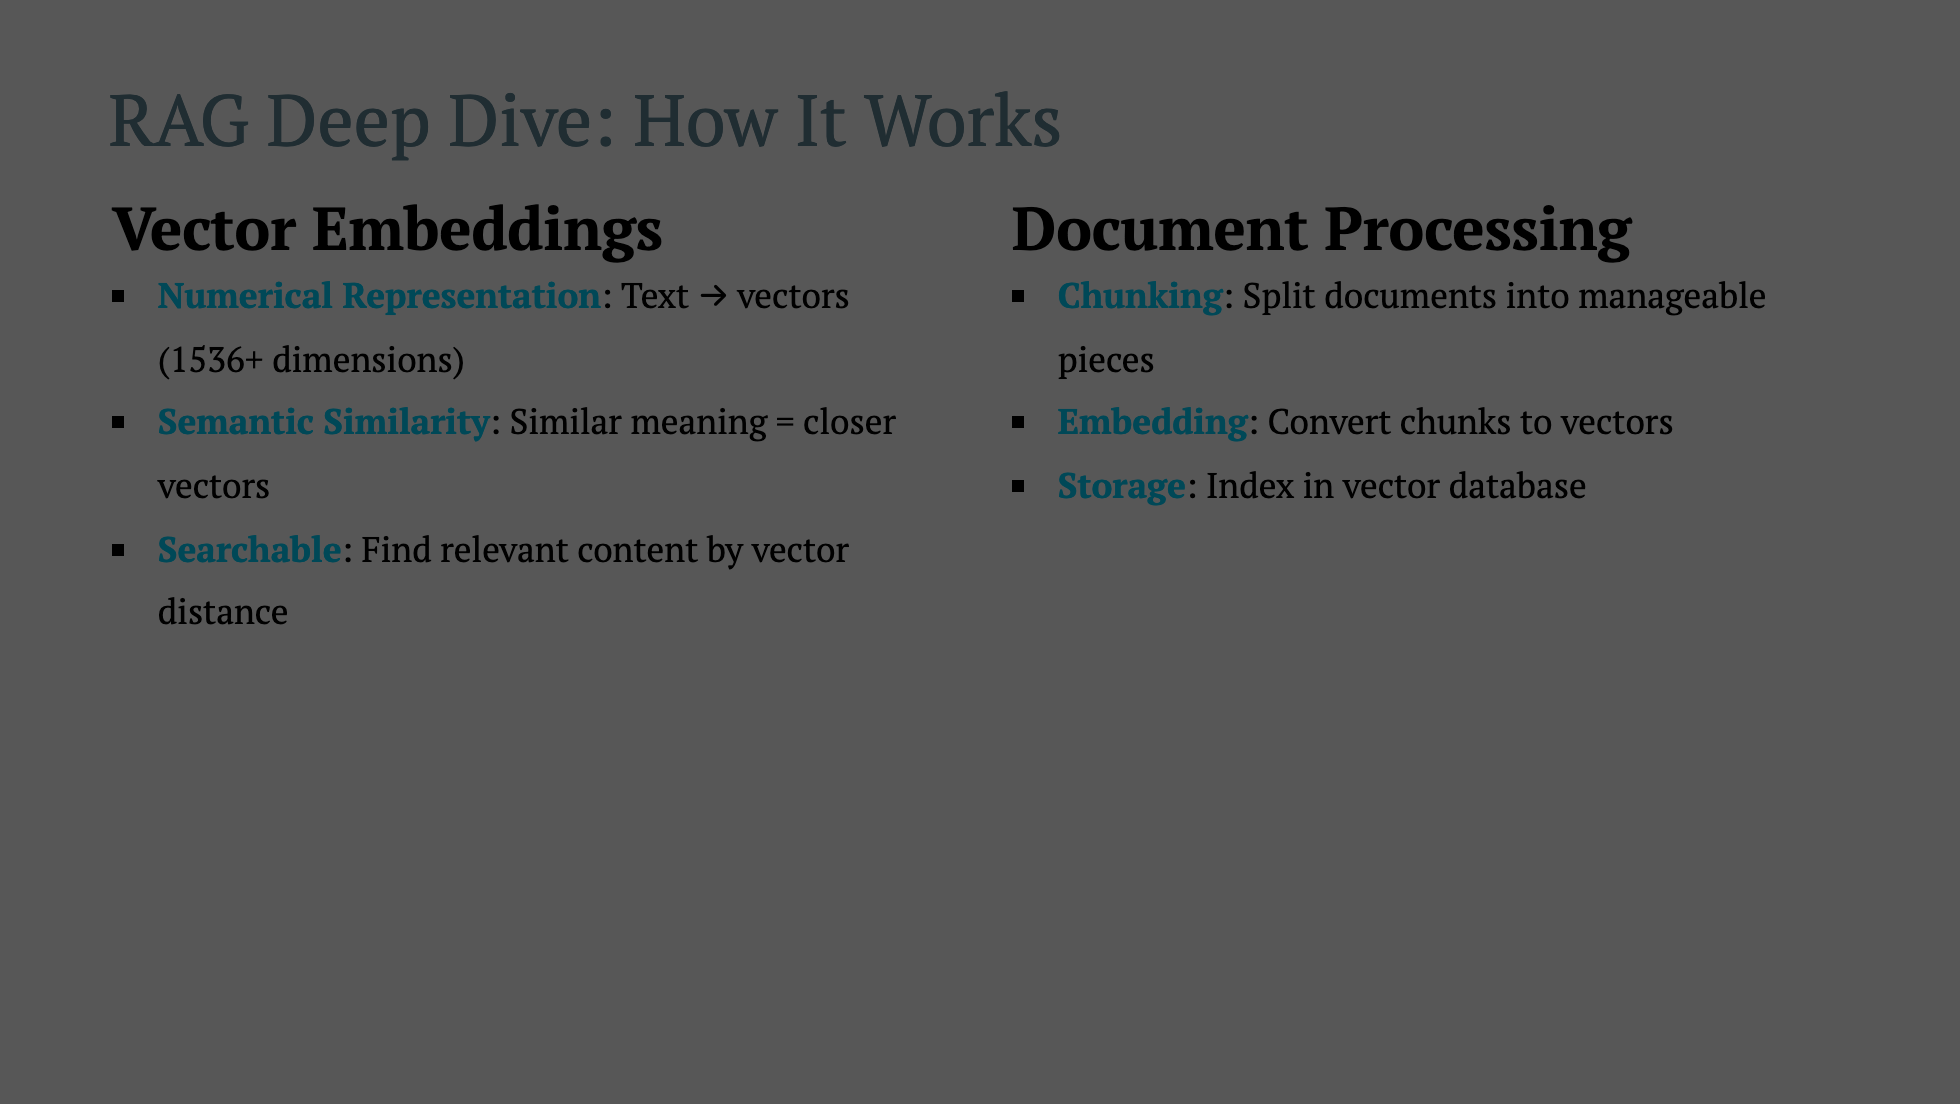 RAG Deep Dive: How It Works
Vector Embeddings
▪ Numerical Representation: Text → vectors
(1536+ dimensions)
▪ Semantic Similarity: Similar meaning = closer
vectors
▪ Searchable: Find relevant content by vector
distance
Document Processing
▪ Chunking: Split documents into manageable
pieces
▪ Embedding: Convert chunks to vectors
▪ Storage: Index in vector database